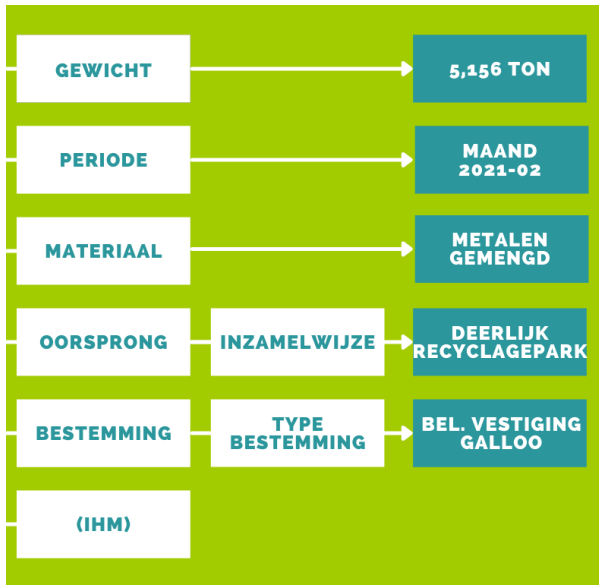 GEWICHT
5,156 TON
PERIODE
MAAND
2021-02
MATERIAAL
METALEN
GEMENGD
OORSPRONG
INZAMELWIJZE
DEERLIJK
RECYCLAGEPARK
BESTEMMING
TYPE
BESTEMMING
BEL. VESTIGING
GALLOO
(IHM)